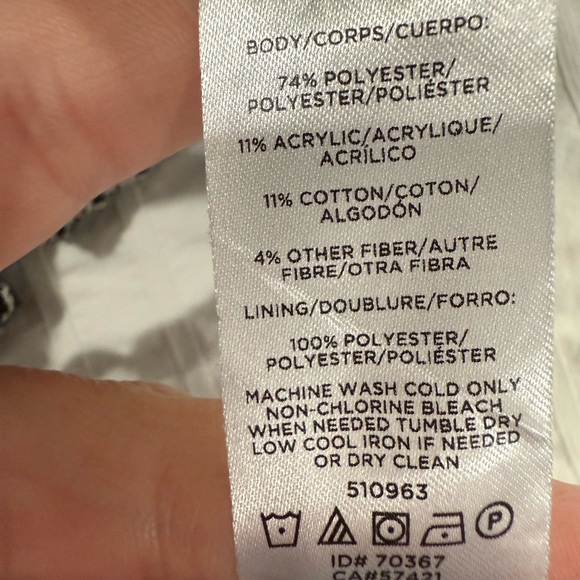 BODY/CORPS/CUERPO:
74% POLYESTER/
POLYESTER/POLIÉSTER
11% ACRYLIC/ACRYLIQUE/
ACRÍLICO
11% COTTON/COTON/
ALGODÓN
4% OTHER FIBER/AUTRE
FIBRE/OTRA FIBRA
LINING/DOUBLURE/FORRO:
100% POLYESTER/
POLYESTER/POLIÉSTER
MACHINE WASH COLD ONLY
NON-CHLORINE BLEACH
WHEN NEEDED TUMBLE DRY
LOW COOL IRON IF NEEDED
OR DRY CLEAN
510963
P
ID# 70367
CA#57421